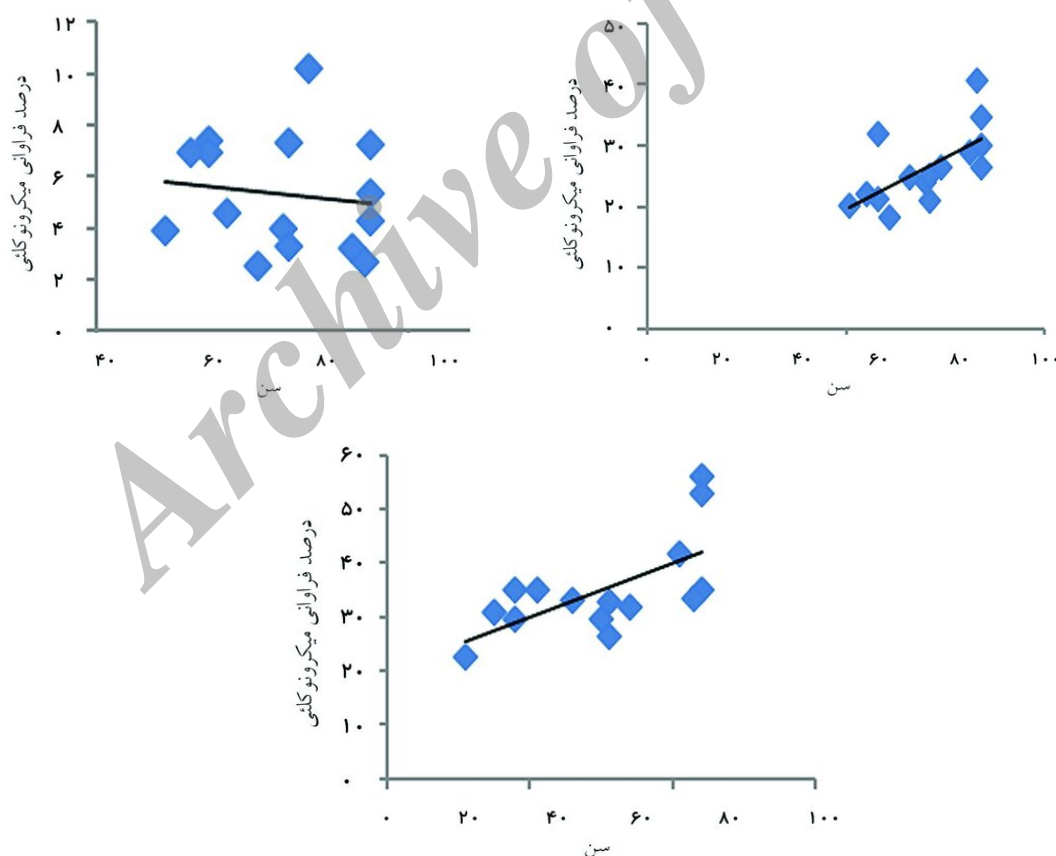 ۱۲
۱۰
۸
۶
۴
۲
۰
درصد فراوانی میکرونوکلئی
۴۰ ۶۰ ۸۰ ۱۰۰
سن
۵۰
۴۰
۳۰
۲۰
۱۰
۰
درصد فراوانی میکرونوکلئی
۰ ۲۰ ۴۰ ۶۰ ۸۰ ۱۰۰
سن
Archive of
۶۰
۵۰
۴۰
۳۰
۲۰
۱۰
۰
درصد فراوانی میکرونوکلئی
۰ ۲۰ ۴۰ ۶۰ ۸۰ ۱۰۰
سن